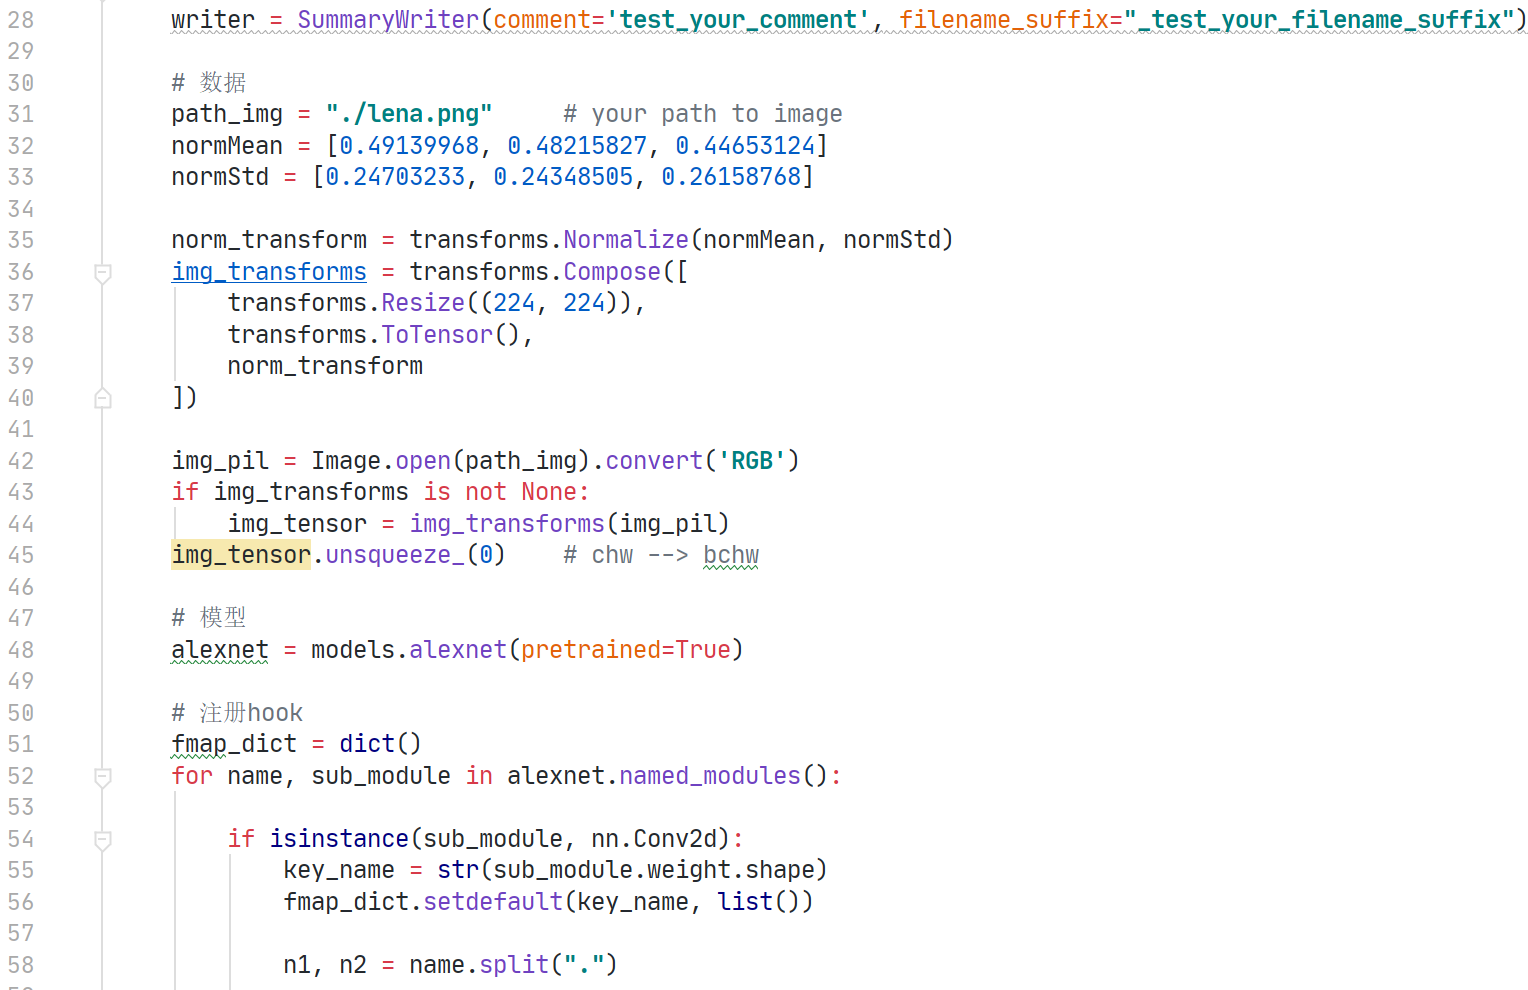 28 writer = SummaryWriter(comment='test_your_comment', filename_suffix="_test_your_filename_suffix")
29
30 # 数据
31 path_img = "./lena.png"     # your path to image
32 normMean = [0.49139968, 0.48215827, 0.44653124]
33 normStd = [0.24703233, 0.24348505, 0.26158768]
34
35 norm_transform = transforms.Normalize(normMean, normStd)
36 img_transforms = transforms.Compose([
37     transforms.Resize((224, 224)),
38     transforms.ToTensor(),
39     norm_transform
40 ])
41
42 img_pil = Image.open(path_img).convert('RGB')
43 if img_transforms is not None:
44     img_tensor = img_transforms(img_pil)
45 img_tensor.unsqueeze_(0)    # chw --> bchw
46
47 # 模型
48 alexnet = models.alexnet(pretrained=True)
49
50 # 注册hook
51 fmap_dict = dict()
52 for name, sub_module in alexnet.named_modules():
53
54     if isinstance(sub_module, nn.Conv2d):
55         key_name = str(sub_module.weight.shape)
56         fmap_dict.setdefault(key_name, list())
57
58         n1, n2 = name.split(".")